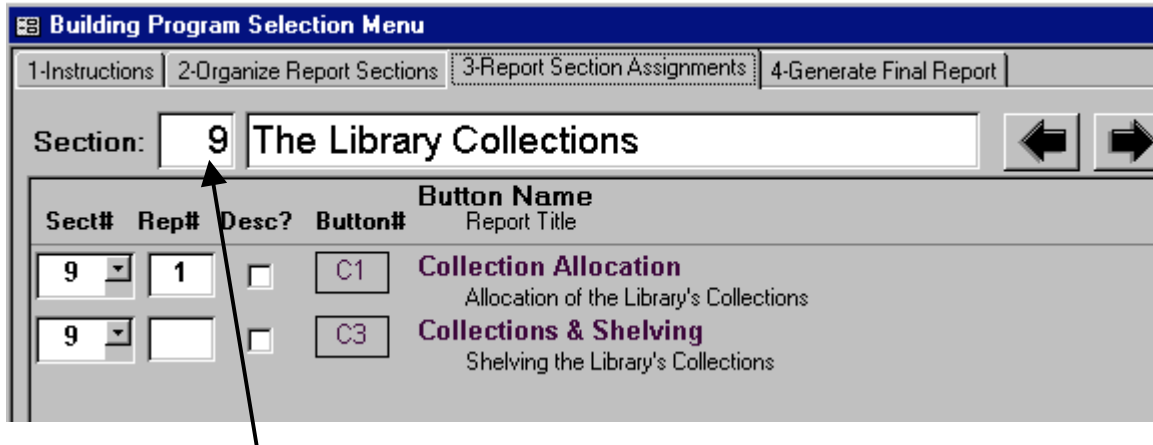 Building Program Selection Menu
1-Instructions 2-Organize Report Sections 3-Report Section Assignments 4-Generate Final Report
Section: 9 The Library Collections
Button Name
Sect# Rep# Desc? Button# Report Title
9 1 C1 Collection Allocation
Allocation of the Library's Collections
9 C3 Collections & Shelving
Shelving the Library's Collections